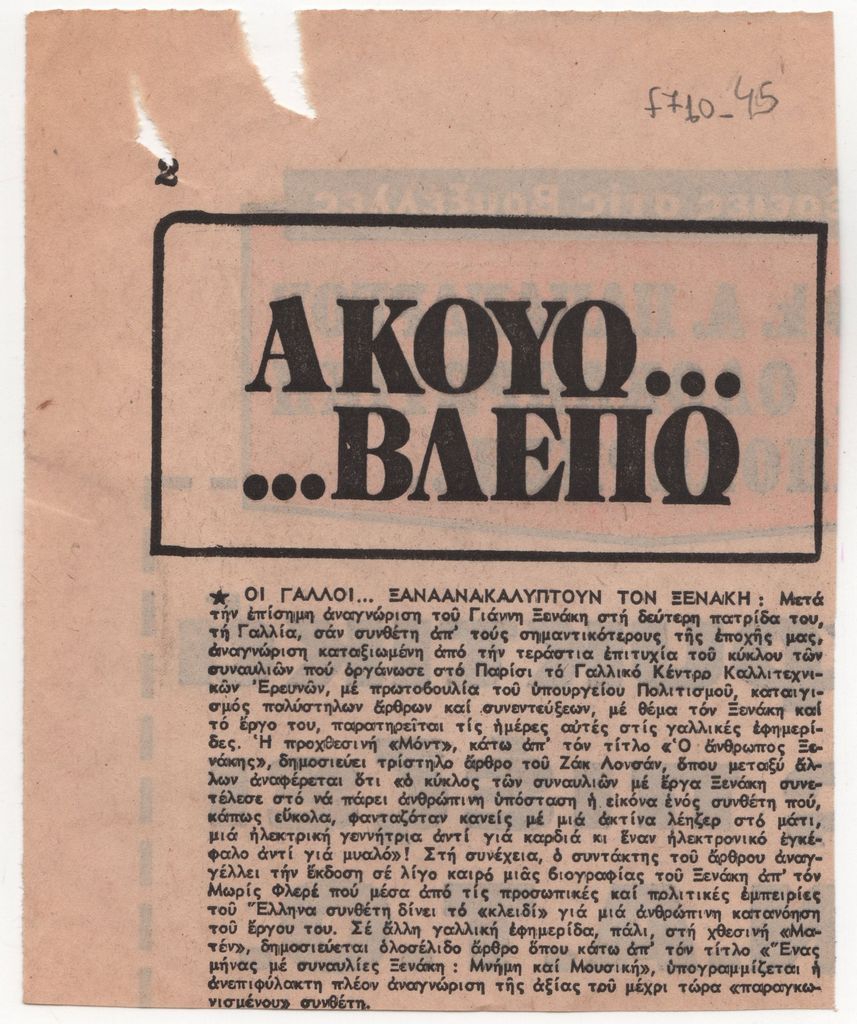 f710-45
2
ΑΚΟΥΩ...
...ΒΛΕΠΩ
★ ΟΙ ΓΑΛΛΟΙ... ΞΑΝΑΑΝΑΚΑΛΥΠΤΟΥΝ ΤΟΝ ΞΕΝΑΚΗ : Μετά
τήν ἐπίσημη ἀναγνώριση τοῦ Γιάννη Ξενάκη στή δεύτερη πατρίδα του,
τή Γαλλία, σάν συνθέτη ἀπ' τούς σημαντικότερους τῆς ἐποχῆς μας,
ἀναγνώριση καταξιωμένη ἀπό τήν τεράστια ἐπιτυχία τοῦ κύκλου τῶν
συναυλιῶν πού ὀργάνωσε στό Παρίσι τό Γαλλικό Κέντρο Καλλιτεχνι-
κῶν Ἐρευνῶν, μέ πρωτοβουλία τοῦ ὑπουργείου Πολιτισμοῦ, καταιγι-
σμός πολύστηλων ἄρθρων καί συνεντεύξεων, μέ θέμα τόν Ξενάκη καί
τό ἔργο του, παρατηρεῖται τίς ἡμέρες αὐτές στίς γαλλικές ἐφημερί-
δες. Ἡ προχθεσινή «Μόντ», κάτω ἀπ' τόν τίτλο «Ὁ ἄνθρωπος Ξε-
νάκης», δημοσιεύει τρίστηλο ἄρθρο τοῦ Ζάκ Λονσάν, ὅπου μεταξύ ἄλ-
λων ἀναφέρεται ὅτι «ὁ κύκλος τῶν συναυλιῶν μέ ἔργα Ξενάκη συνε-
τέλεσε στό νά πάρει ἀνθρώπινη ὑπόσταση ἡ εἰκόνα ἑνός συνθέτη πού,
κάπως εὔκολα, φανταζόταν κανείς μέ μιά ἀκτίνα λέηζερ στό μάτι,
μιά ἠλεκτρική γεννήτρια ἀντί γιά καρδιά κι ἕναν ἠλεκτρονικό ἐγκέ-
φαλο ἀντί γιά μυαλό»! Στή συνέχεια, ὁ συντάκτης τοῦ ἄρθρου ἀναγ-
γέλλει τήν ἔκδοση σέ λίγο καιρό μιᾶς βιογραφίας τοῦ Ξενάκη ἀπ' τόν
Μωρίς Φλερέ πού μέσα ἀπό τίς προσωπικές καί πολιτικές ἐμπειρίες
τοῦ Ἕλληνα συνθέτη δίνει τό «κλειδί» γιά μιά ἀνθρώπινη κατανόηση
τοῦ ἔργου του. Σέ ἄλλη γαλλική ἐφημερίδα, πάλι, στή χθεσινή «Μα-
τέν», δημοσιεύεται ὁλοσέλιδο ἄρθρο ὅπου κάτω ἀπ' τόν τίτλο «Ἕνας
μήνας μέ συναυλίες Ξενάκη : Μνήμη καί Μουσική», ὑπογραμμίζεται ἡ
ἀνεπιφύλακτη πλέον ἀναγνώριση τῆς ἀξίας τοῦ μέχρι τώρα «παραγκω-
νισμένου» συνθέτη.